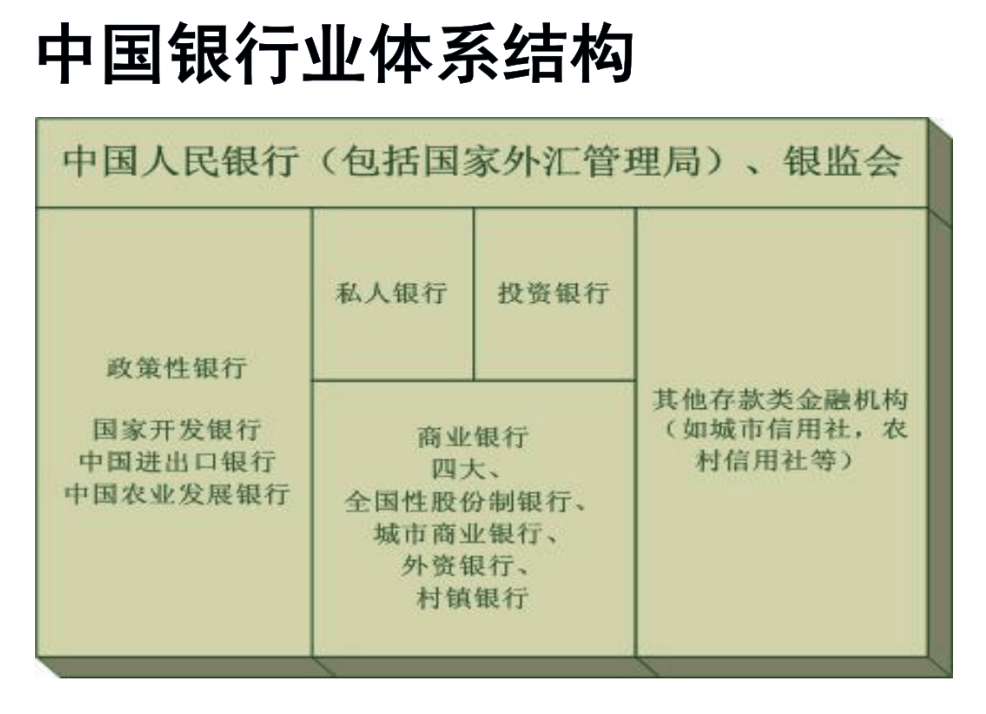 中国银行业体系结构
中国人民银行（包括国家外汇管理局）、银监会
政策性银行
国家开发银行
中国进出口银行
中国农业发展银行
私人银行
投资银行
商业银行
四大、
全国性股份制银行、
城市商业银行、
外资银行、
村镇银行
其他存款类金融机构
（如城市信用社，农
村信用社等）